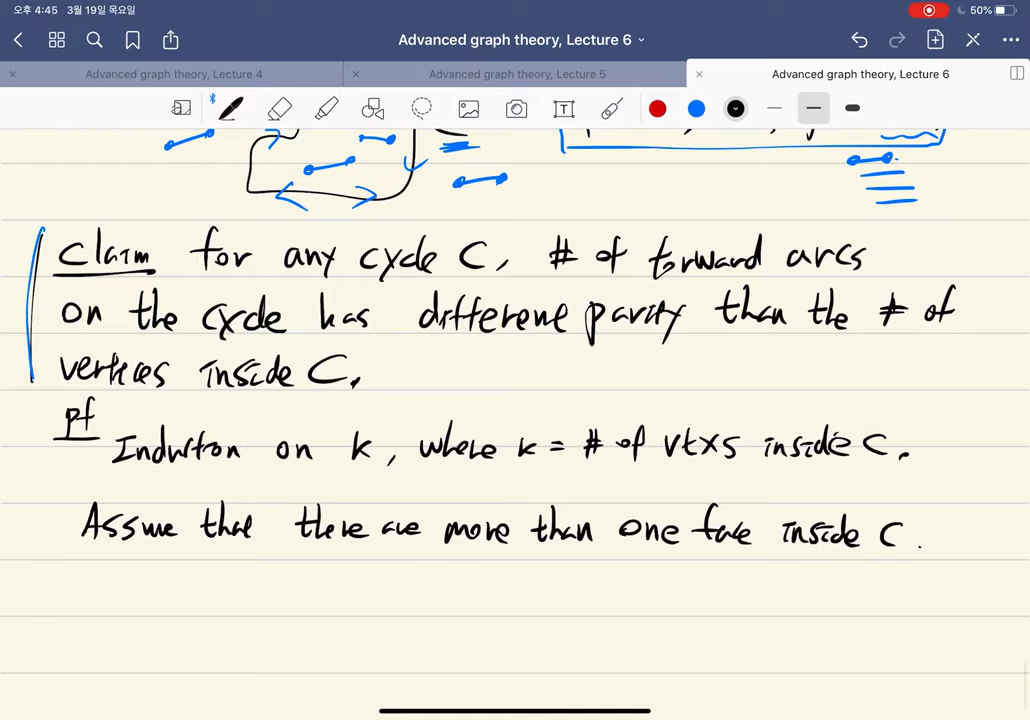 오후 4:45 3월 19일 목요일
50%
Advanced graph theory, Lecture 6
Advanced graph theory, Lecture 4
Advanced graph theory, Lecture 5
Advanced graph theory, Lecture 6
Claim for any cycle C, # of forward arcs
on the cycle has different parity than the # of
vertices inside C.
pf
Induction on k, where k = # of vtxs inside C.
Assume that there are more than one face inside C.